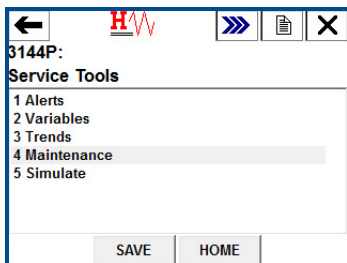 H
3144P:
Service Tools
1 Alerts
2 Variables
3 Trends
4 Maintenance
5 Simulate
SAVE HOME